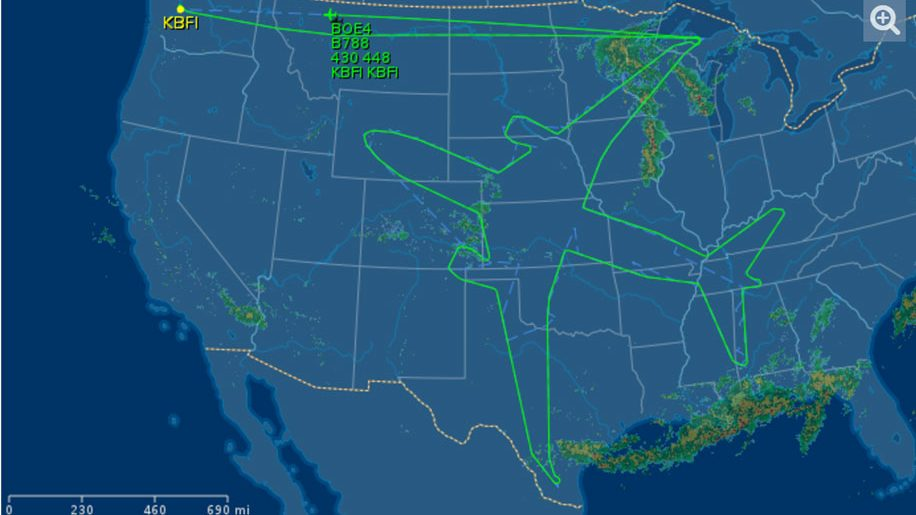 KBFI
BOE4
B788
430 448
KBFI KBFI
0 230 460 690 mi